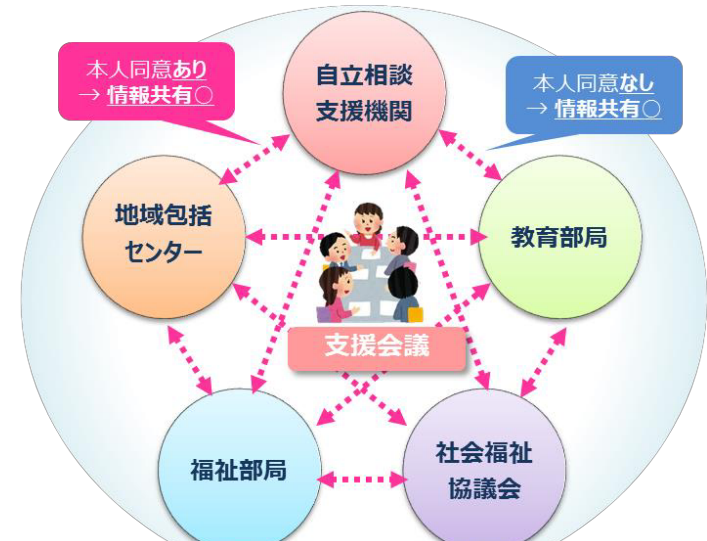 本人同意あり
→ 情報共有○
自立相談
支援機関
本人同意なし
→ 情報共有○
地域包括
センター
教育部局
支援会議
福祉部局
社会福祉
協議会